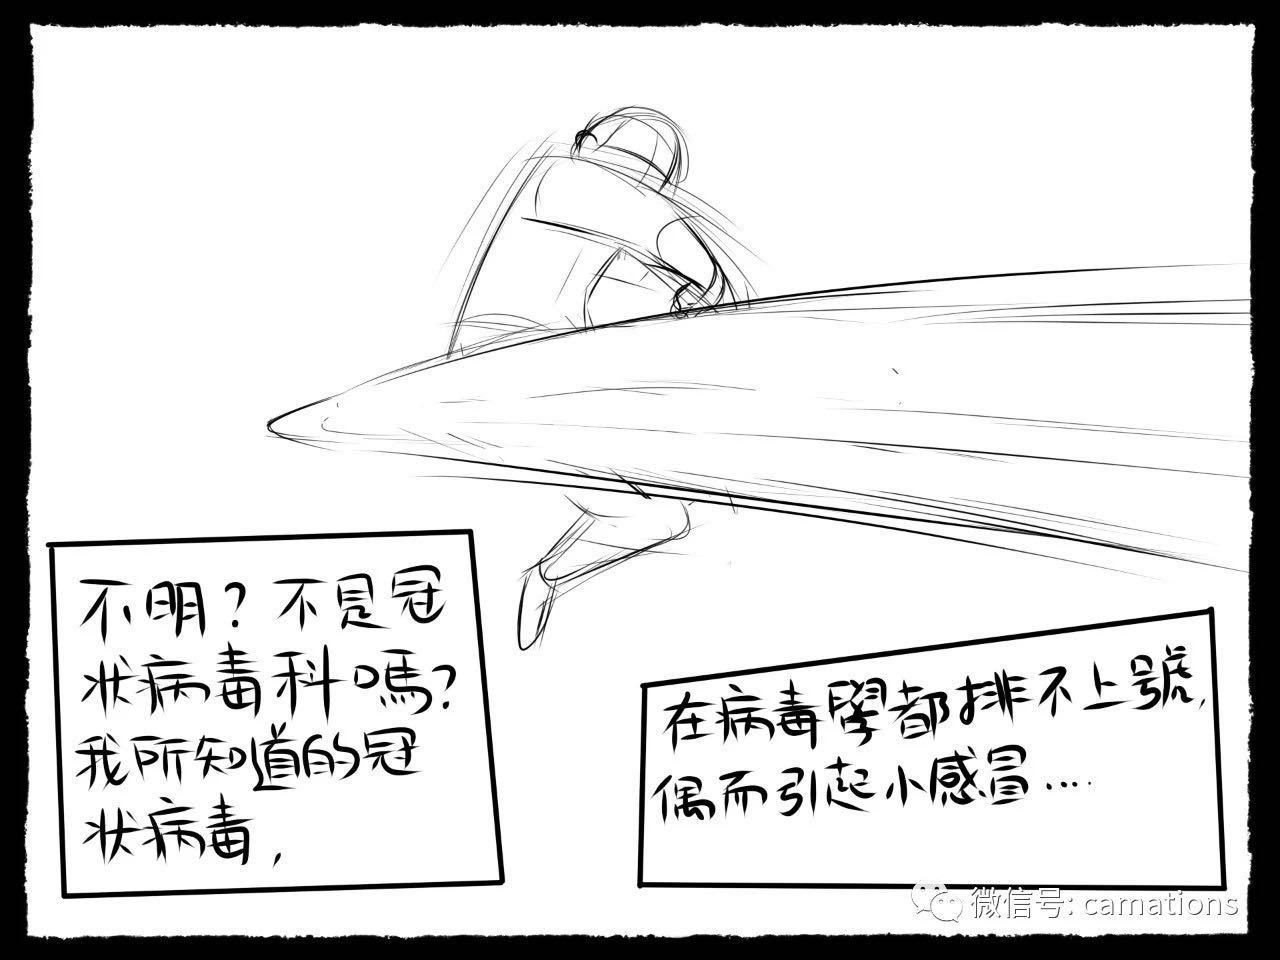 不明？不是冠
狀病毒科嗎？
我所知道的冠
狀病毒，
在病毒學都排不上號，
偶而引起小感冒....
微信号: camations